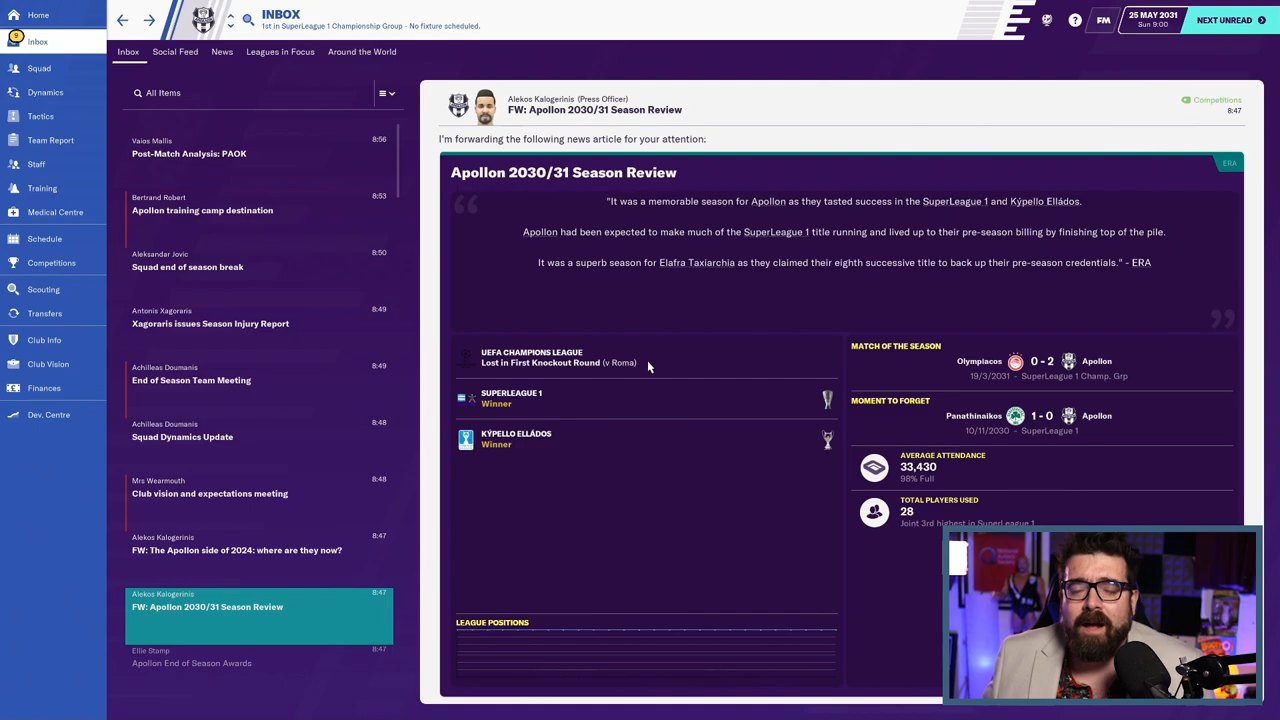 Home
9
Inbox
Squad
Dynamics
Tactics
Team Report
Staff
Training
Medical Centre
Schedule
Competitions
Scouting
Transfers
Club Info
Club Vision
Finances
Dev. Centre
INBOX
1st in SuperLeague 1 Championship Group - No fixture scheduled.
FM
25 MAY 2031
Sun 9:00
NEXT UNREAD
Inbox
Social Feed
News
Leagues in Focus
Around the World
All Items
Vaios Mallis
8:56
Post-Match Analysis: PAOK
Bertrand Robert
8:53
Apollon training camp destination
Aleksandar Jovic
8:50
Squad end of season break
Antonis Xagoraris
8:49
Xagoraris issues Season Injury Report
Achilleas Doumanis
8:49
End of Season Team Meeting
Achilleas Doumanis
8:48
Squad Dynamics Update
Mrs Wearmouth
8:48
Club vision and expectations meeting
Alekos Kalogerinis
8:47
FW: The Apollon side of 2024: where are they now?
Alekos Kalogerinis
8:47
FW: Apollon 2030/31 Season Review
Ellie Stamp
8:47
Apollon End of Season Awards
Alekos Kalogerinis (Press Officer)
FW: Apollon 2030/31 Season Review
Competitions
8:47
I'm forwarding the following news article for your attention:
Apollon 2030/31 Season Review
ERA
"It was a memorable season for Apollon as they tasted success in the SuperLeague 1 and Kýpello Elládos.
Apollon had been expected to make much of the SuperLeague 1 title running and lived up to their pre-season billing by finishing top of the pile.
It was a superb season for Elafra Taxiarchia as they claimed their eighth successive title to back up their pre-season credentials." - ERA
UEFA CHAMPIONS LEAGUE
Lost in First Knockout Round (v Roma)
SUPERLEAGUE 1
Winner
KÝPELLO ELLÁDOS
Winner
LEAGUE POSITIONS
MATCH OF THE SEASON
Olympiacos 0 - 2 Apollon
19/3/2031 - SuperLeague 1 Champ. Grp
MOMENT TO FORGET
Panathinaikos 1 - 0 Apollon
10/11/2030 - SuperLeague 1
AVERAGE ATTENDANCE
33,430
98% Full
TOTAL PLAYERS USED
28
Joint 3rd highest in SuperLeague 1